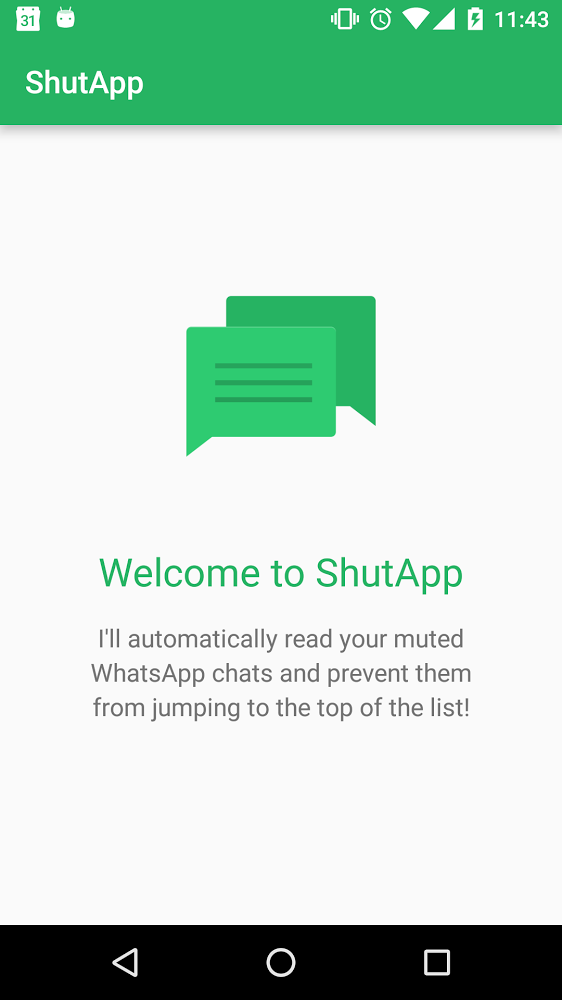 31
11:43
ShutApp
Welcome to ShutApp
I'll automatically read your muted
WhatsApp chats and prevent them
from jumping to the top of the list!